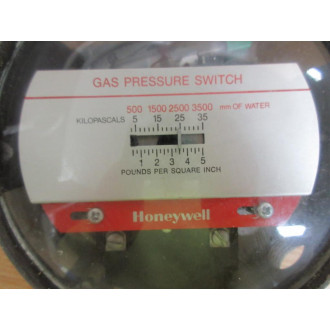 GAS PRESSURE SWITCH
500 1500 2500 3500 mm OF WATER
KILOPASCALS 5 15 25 35
1 2 3 4 5
POUNDS PER SQUARE INCH
Honeywell